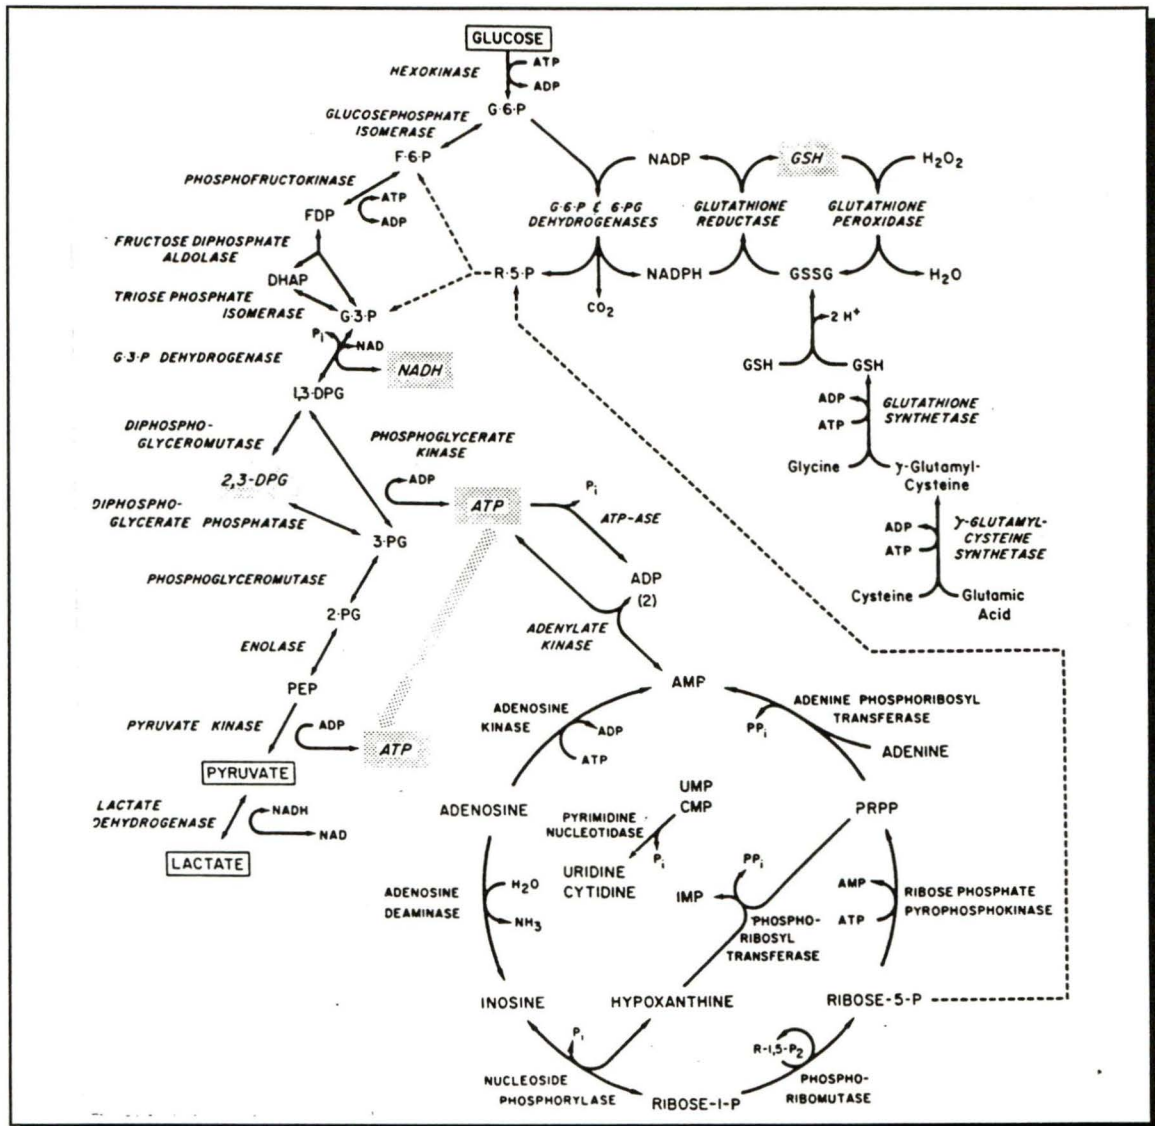 GLUCOSE
HEXOKINASE
ATP
ADP
G·6·P
GLUCOSEPHOSPHATE
ISOMERASE
F·6·P
PHOSPHOFRUCTOKINASE
ATP
ADP
FDP
FRUCTOSE DIPHOSPHATE
ALDOLASE
DHAP
TRIOSE PHOSPHATE
ISOMERASE
G·3·P
Pi
NAD
G·3·P DEHYDROGENASE
NADH
1,3·DPG
DIPHOSPHO-
GLYCEROMUTASE
2,3-DPG
DIPHOSPHO-
GLYCERATE PHOSPHATASE
3·PG
PHOSPHOGLYCERATE
KINASE
ADP
ATP
Pi
ATP-ASE
ADP
(2)
ADENYLATE
KINASE
PHOSPHOGLYCEROMUTASE
2·PG
ENOLASE
PEP
PYRUVATE KINASE
ADP
ATP
PYRUVATE
LACTATE
DEHYDROGENASE
NADH
NAD
LACTATE
NADP
GSH
H2O2
G·6·P & 6·PG
DEHYDROGENASES
GLUTATHIONE
REDUCTASE
GLUTATHIONE
PEROXIDASE
R·5·P
NADPH
GSSG
H2O
CO2
2 H+
GSH
GSH
ADP
ATP
GLUTATHIONE
SYNTHETASE
Glycine
γ-Glutamyl-
Cysteine
ADP
ATP
γ-GLUTAMYL-
CYSTEINE
SYNTHETASE
Cysteine
Glutamic
Acid
AMP
ADENOSINE
KINASE
ADP
ATP
ADENINE PHOSPHORIBOSYL
TRANSFERASE
PPi
ADENINE
ADENOSINE
UMP
CMP
PYRIMIDINE
NUCLEOTIDASE
Pi
URIDINE
CYTIDINE
PRPP
PPi
IMP
PHOSPHO-
RIBOSYL
TRANSFERASE
AMP
ATP
RIBOSE PHOSPHATE
PYROPHOSPHOKINASE
ADENOSINE
DEAMINASE
H2O
NH3
INOSINE
HYPOXANTHINE
RIBOSE-5-P
Pi
NUCLEOSIDE
PHOSPHORYLASE
RIBOSE-1-P
R-1,5-P2
PHOSPHO-
RIBOMUTASE